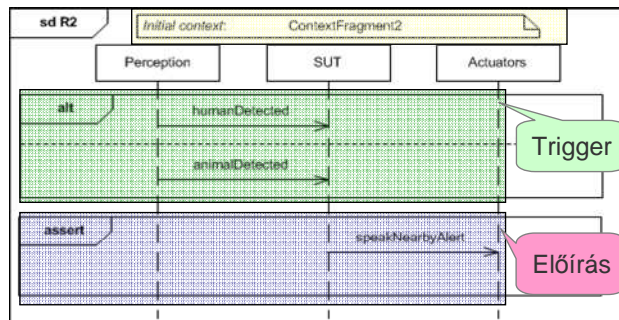 sd R2
Initial context: ContextFragment2
Perception SUT Actuators
alt
humanDetected
Trigger
animalDetected
assert
speakNearbyAlert
Előírás